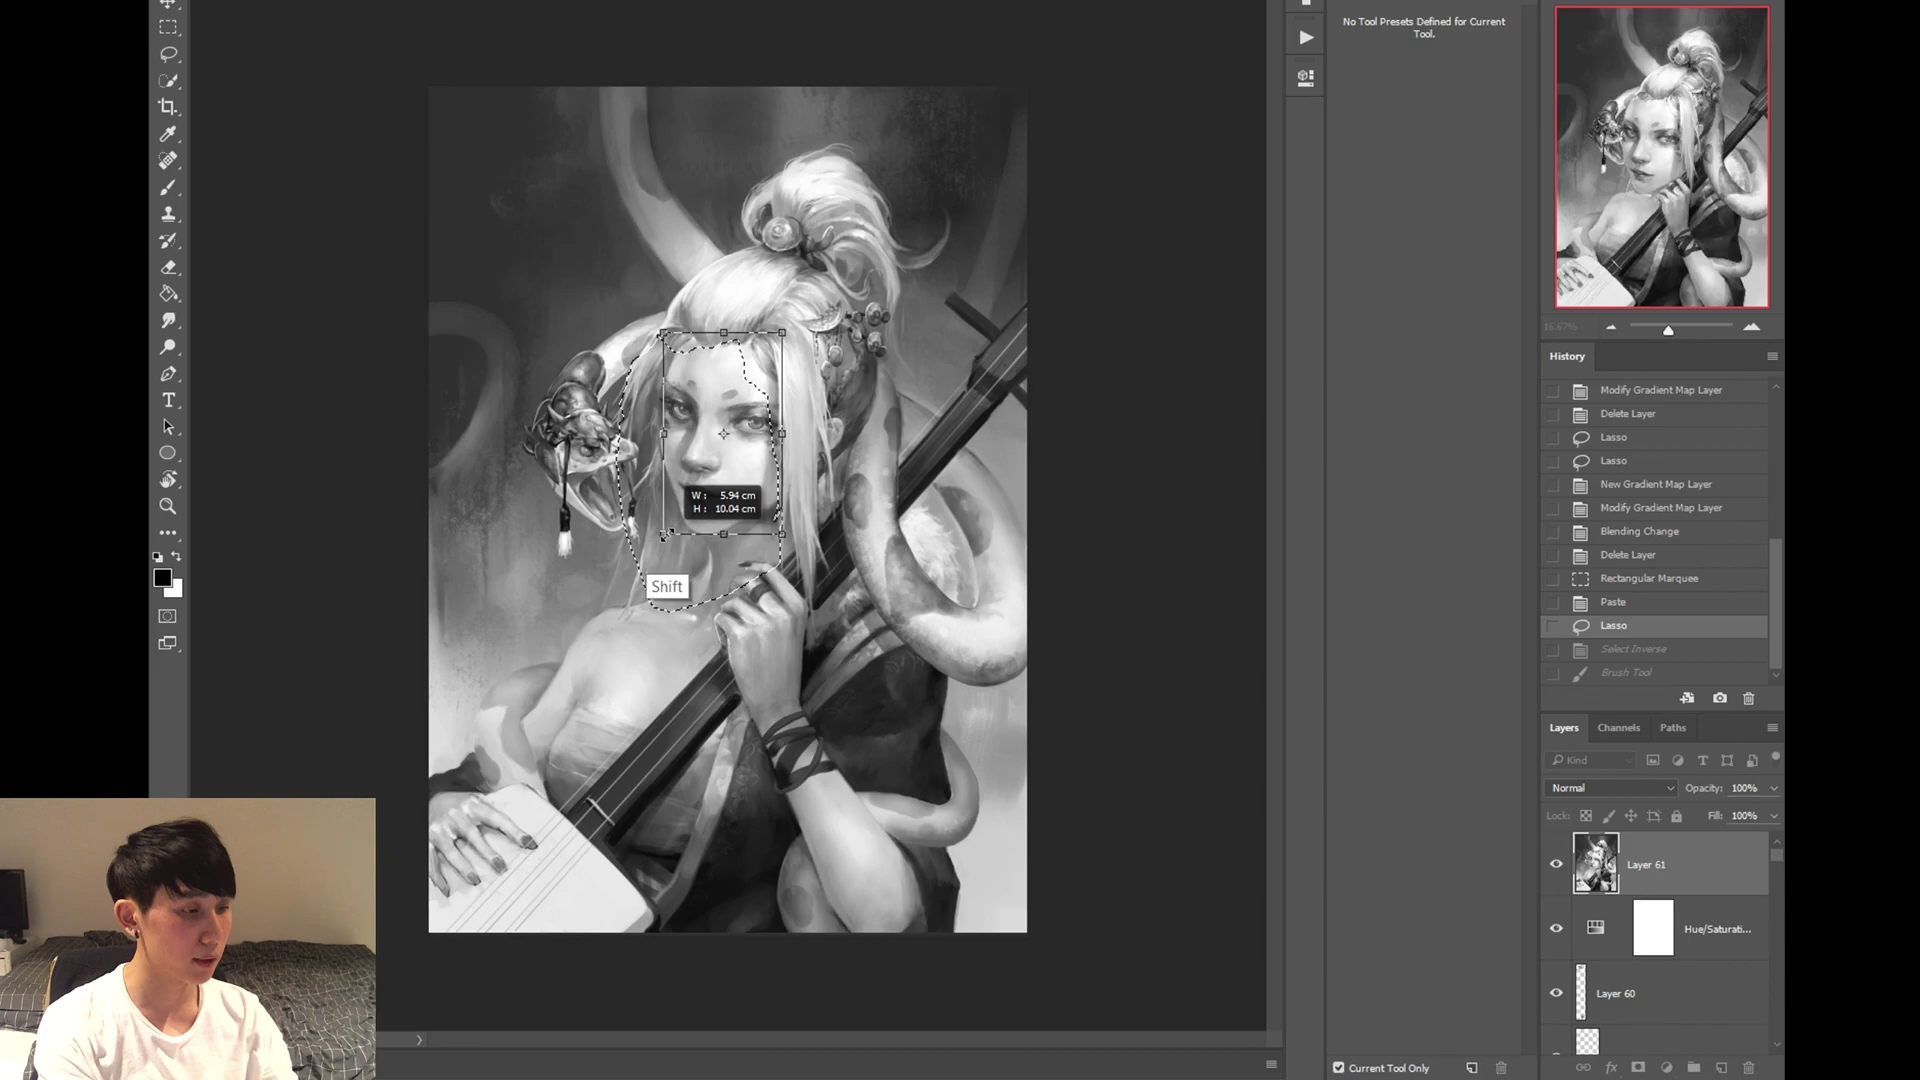 No Tool Presets Defined for Current
Tool.
16.67%
History
Modify Gradient Map Layer
Delete Layer
Lasso
Lasso
New Gradient Map Layer
Modify Gradient Map Layer
Blending Change
Delete Layer
Rectangular Marquee
Paste
Lasso
Select Inverse
Brush Tool
W : 5.94 cm
H : 10.04 cm
Shift
Layers Channels Paths
Kind
Normal Opacity: 100%
Lock: Fill: 100%
Layer 61
Hue/Saturati...
Layer 60
Current Tool Only